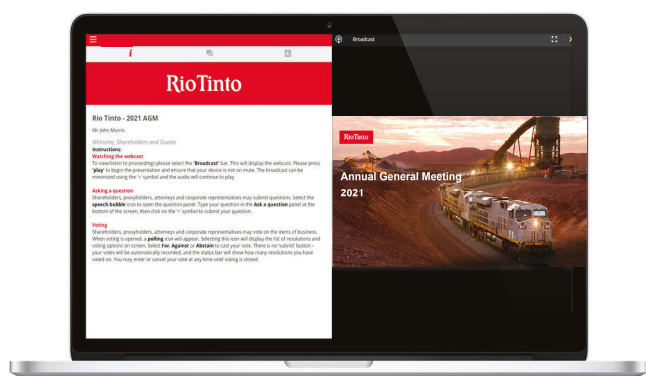 Broadcast
i
RioTinto
Rio Tinto - 2021 AGM
Mr John Morris
Welcome, Shareholders and Guests
Instructions:
Watching the webcast
To view/listen to proceedings please select the 'Broadcast' bar. This will display the webcast. Please press
'play' to begin the presentation and ensure that your device is not on mute. The broadcast can be
minimised using the '-' symbol and the audio will continue to play.
Asking a question
Shareholders, proxyholders, attorneys and corporate representatives may submit questions. Select the
speech bubble icon to open the question panel. Type your question in the Ask a question panel at the
bottom of the screen, then click on the '>' symbol to submit your question.
Voting
Shareholders, proxyholders, attorneys and corporate representatives may vote on the items of business.
When voting is opened, a polling icon will appear. Selecting this icon will display the list of resolutions and
voting options on screen. Select For, Against or Abstain to cast your vote. There is no 'submit' button -
your votes will be automatically recorded, and the status bar will show how many resolutions you have
voted on. You may enter or cancel your vote at any time until voting is closed.
RioTinto
Annual General Meeting
2021